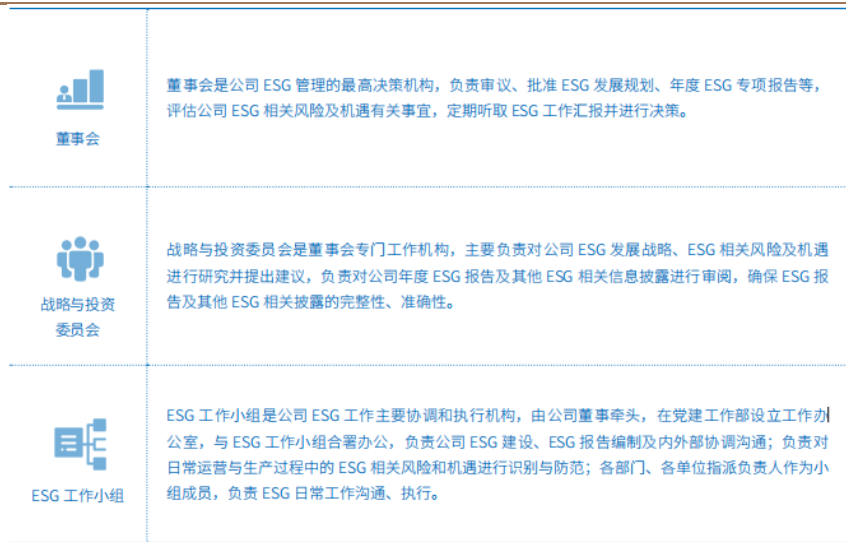 董事会是公司 ESG 管理的最高决策机构，负责审议、批准 ESG 发展规划、年度 ESG 专项报告等，
评估公司 ESG 相关风险及机遇有关事宜，定期听取 ESG 工作汇报并进行决策。
董事会
战略与投资委员会是董事会专门工作机构，主要负责对公司 ESG 发展战略、ESG 相关风险及机遇
进行研究并提出建议，负责对公司年度 ESG 报告及其他 ESG 相关信息披露进行审阅，确保 ESG 报
告及其他 ESG 相关披露的完整性、准确性。
战略与投资
委员会
ESG 工作小组是公司 ESG 工作主要协调和执行机构，由公司董事牵头，在党建工作部设立工作办
公室，与 ESG 工作小组合署办公，负责公司 ESG 建设、ESG 报告编制及内外部协调沟通；负责对
日常运营与生产过程中的 ESG 相关风险和机遇进行识别与防范；各部门、各单位指派负责人作为小
组成员，负责 ESG 日常工作沟通、执行。
ESG 工作小组